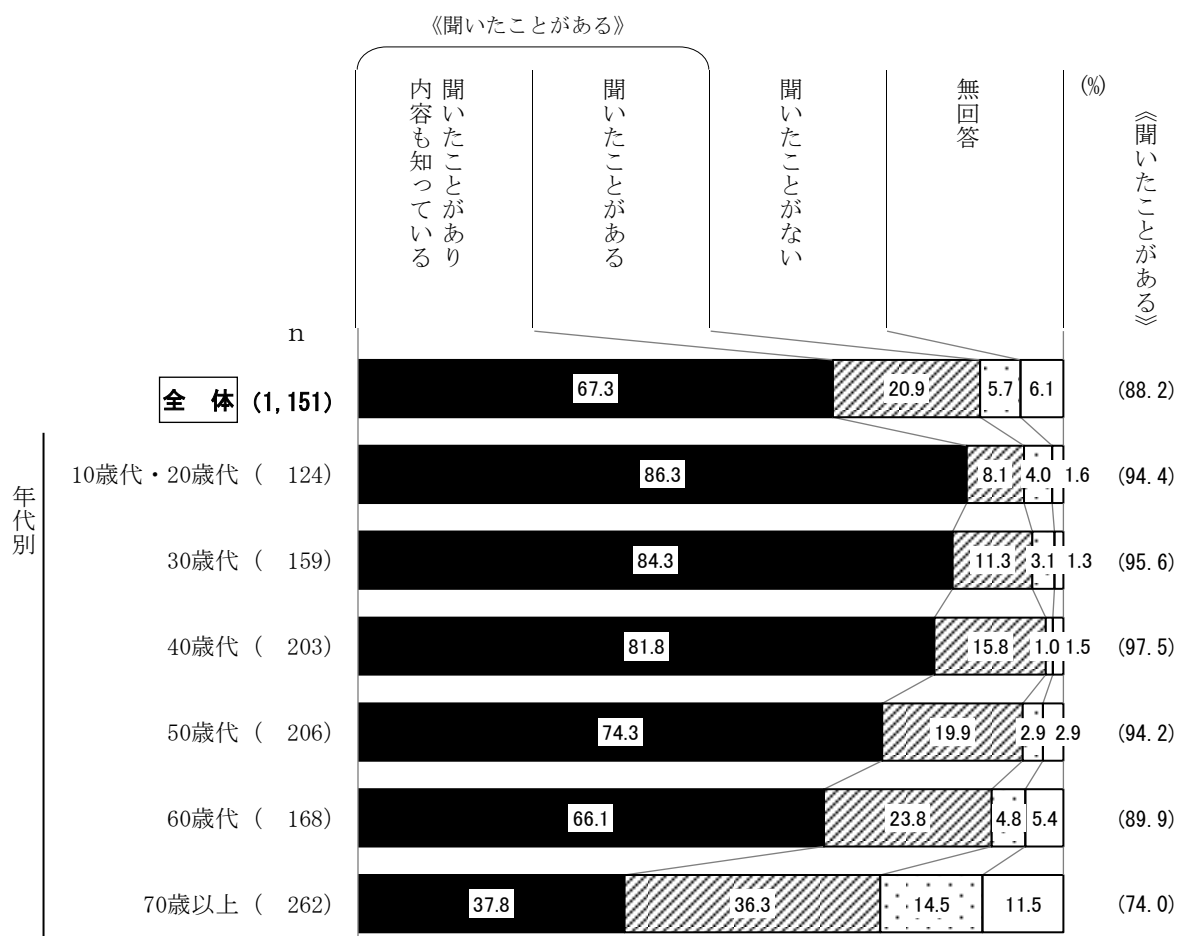 《聞いたことがある》
聞いたことがあり
内容も知っている
聞いたことがある
聞いたことがない
無回答
(%)
《聞いたことがある》
n
全 体 (1,151) 67.3 20.9 5.7 6.1 (88.2)
年代別
10歳代・20歳代 ( 124) 86.3 8.1 4.0 1.6 (94.4)
30歳代 ( 159) 84.3 11.3 3.1 1.3 (95.6)
40歳代 ( 203) 81.8 15.8 1.0 1.5 (97.5)
50歳代 ( 206) 74.3 19.9 2.9 2.9 (94.2)
60歳代 ( 168) 66.1 23.8 4.8 5.4 (89.9)
70歳以上 ( 262) 37.8 36.3 14.5 11.5 (74.0)